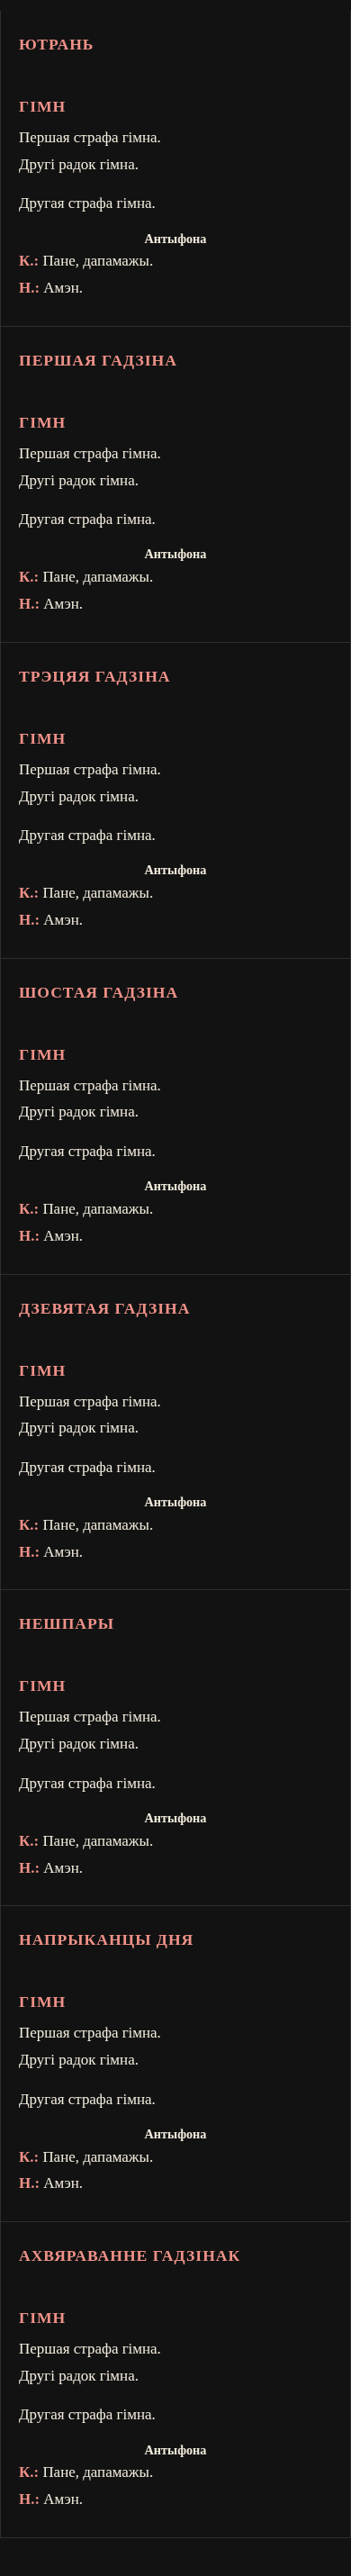 ЮТРАНЬ
ГІМН
Першая страфа гімна.
Другі радок гімна.
Другая страфа гімна.
Антыфона
К.: Пане, дапамажы.
Н.: Амэн.
ПЕРШАЯ ГАДЗІНА
ГІМН
Першая страфа гімна.
Другі радок гімна.
Другая страфа гімна.
Антыфона
К.: Пане, дапамажы.
Н.: Амэн.
ТРЭЦЯЯ ГАДЗІНА
ГІМН
Першая страфа гімна.
Другі радок гімна.
Другая страфа гімна.
Антыфона
К.: Пане, дапамажы.
Н.: Амэн.
ШОСТАЯ ГАДЗІНА
ГІМН
Першая страфа гімна.
Другі радок гімна.
Другая страфа гімна.
Антыфона
К.: Пане, дапамажы.
Н.: Амэн.
ДЗЕВЯТАЯ ГАДЗІНА
ГІМН
Першая страфа гімна.
Другі радок гімна.
Другая страфа гімна.
Антыфона
К.: Пане, дапамажы.
Н.: Амэн.
НЕШПАРЫ
ГІМН
Першая страфа гімна.
Другі радок гімна.
Другая страфа гімна.
Антыфона
К.: Пане, дапамажы.
Н.: Амэн.
НАПРЫКАНЦЫ ДНЯ
ГІМН
Першая страфа гімна.
Другі радок гімна.
Другая страфа гімна.
Антыфона
К.: Пане, дапамажы.
Н.: Амэн.
АХВЯРАВАННЕ ГАДЗІНАК
ГІМН
Першая страфа гімна.
Другі радок гімна.
Другая страфа гімна.
Антыфона
К.: Пане, дапамажы.
Н.: Амэн.